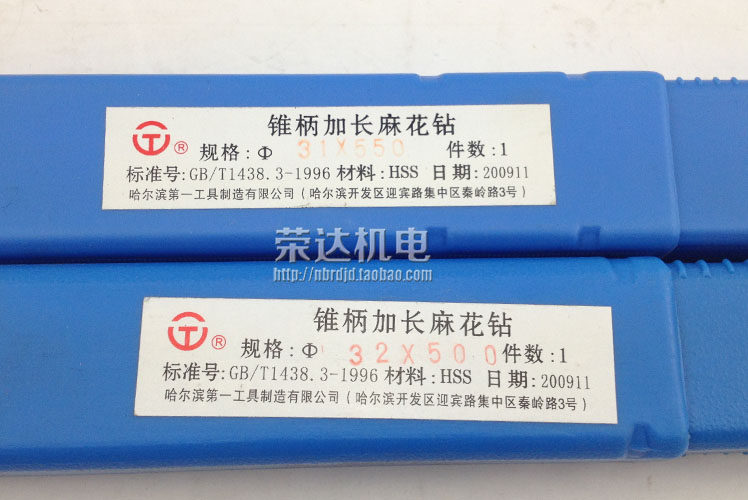 锥柄加长麻花钻
规格:Φ 31X550 件数:1
标准号:GB/T1438.3-1996 材料:HSS 日期:200911
哈尔滨第一工具制造有限公司(哈尔滨开发区迎宾路集中区秦岭路3号)
荣达机电
http://nbrdjd.taobao.com/
锥柄加长麻花钻
规格:Φ 32X500 件数:1
标准号:GB/T1438.3-1996 材料:HSS 日期:200911
哈尔滨第一工具制造有限公司(哈尔滨开发区迎宾路集中区秦岭路3号)